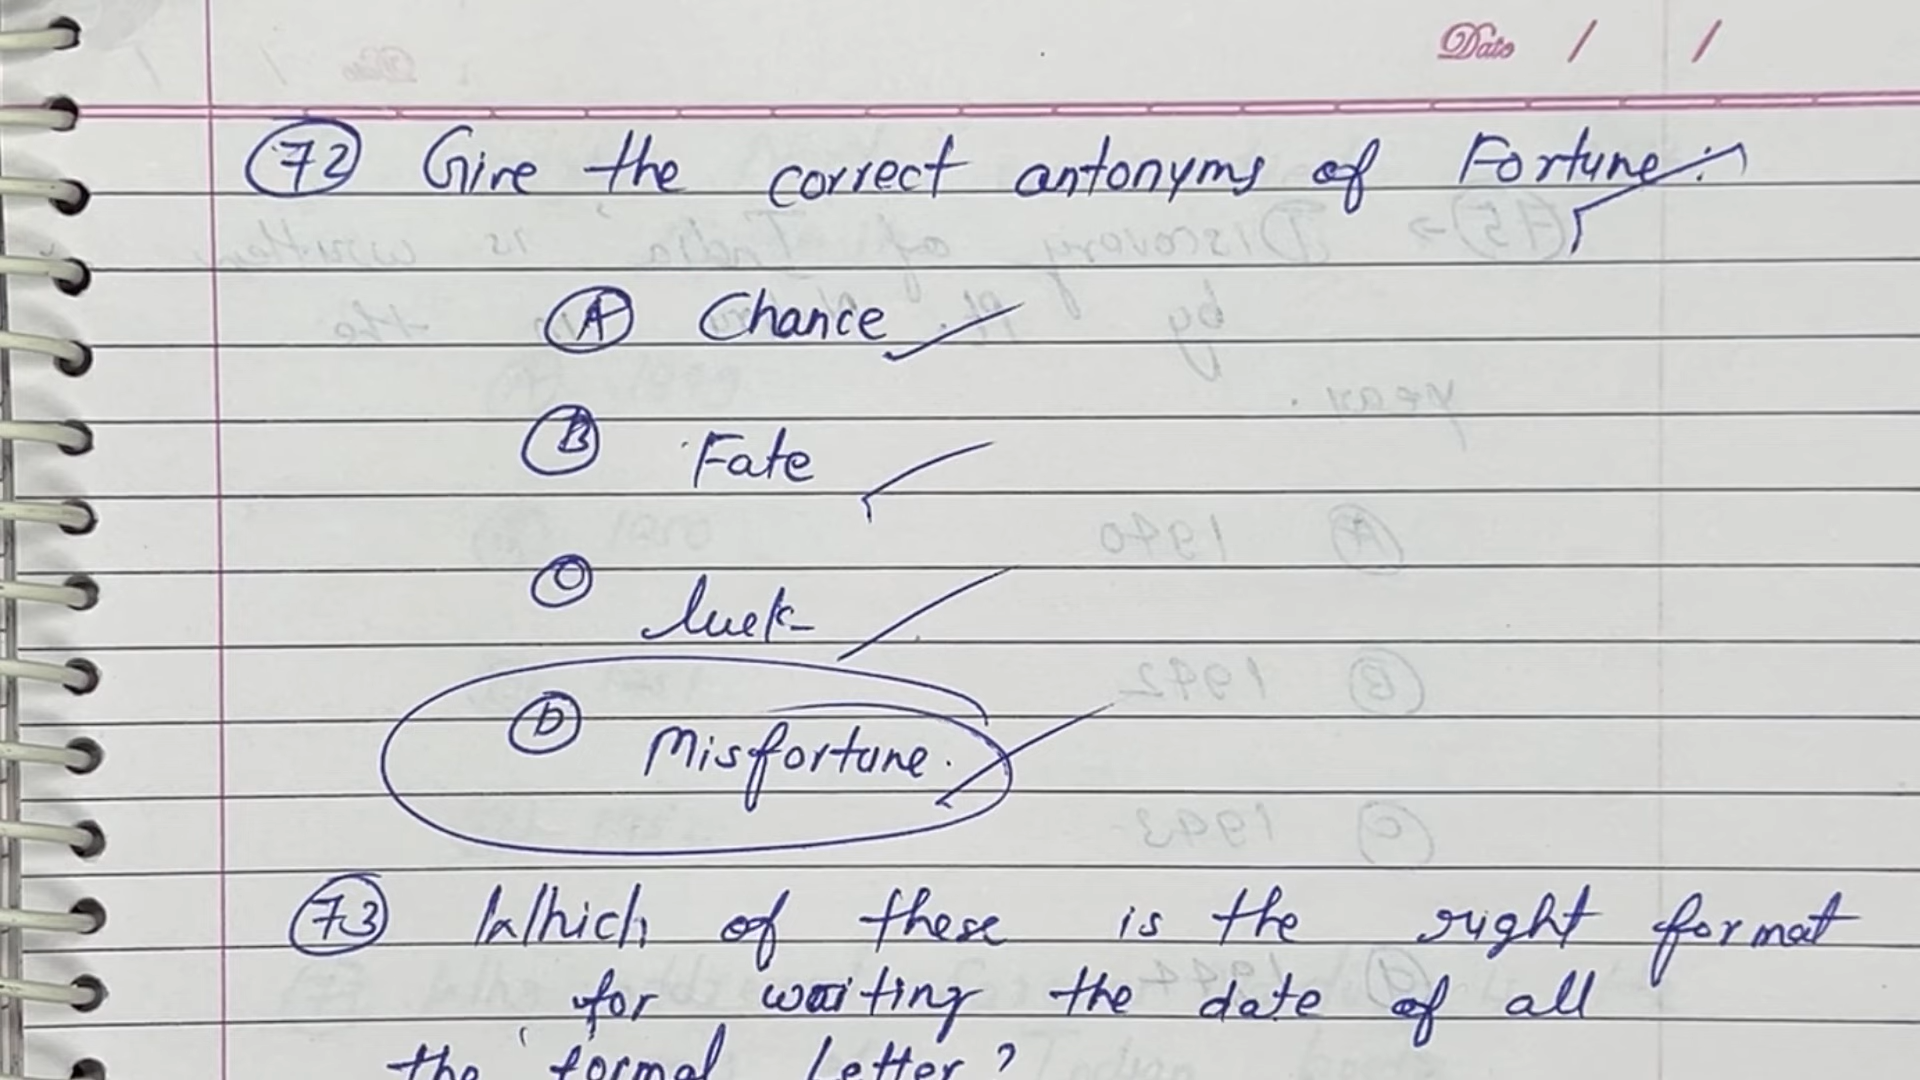 Date / /
72 Give the correct antonyms of Fortune :-
A Chance.
B Fate
C luck
D Misfortune.
73 Which of these is the right format
for writing the date of all
the formal Letter?